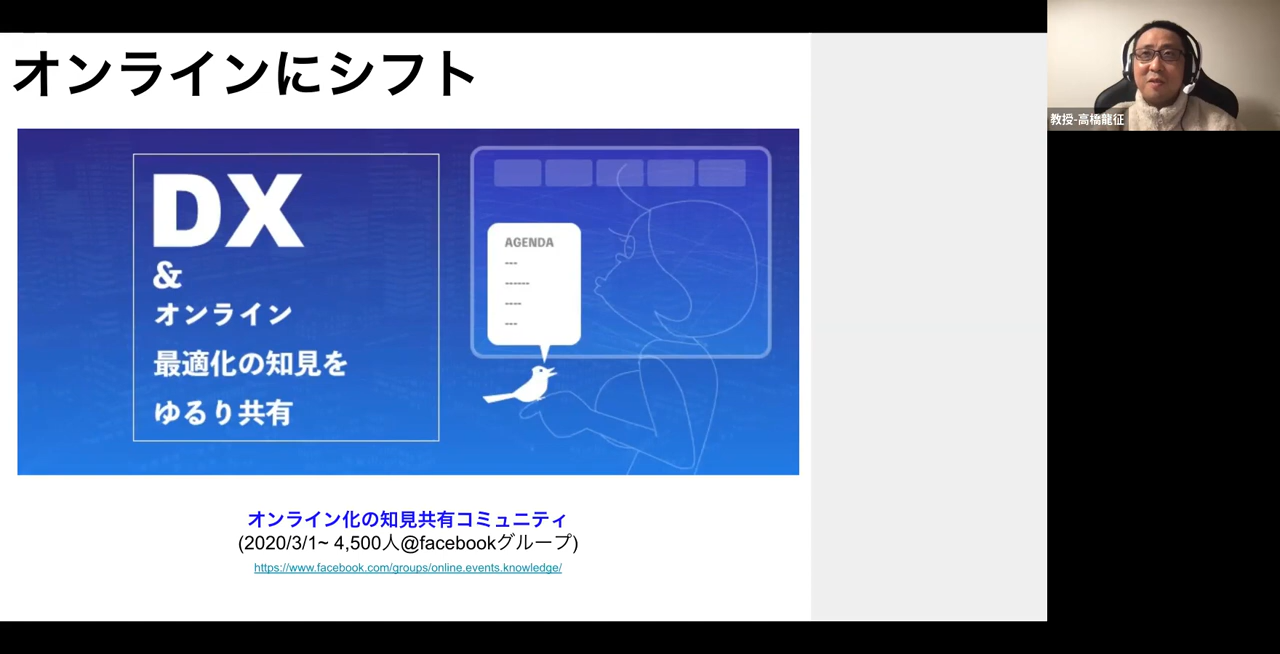 オンラインにシフト
DX
&
オンライン
最適化の知見を
ゆるり共有
AGENDA
オンライン化の知見共有コミュニティ
(2020/3/1~ 4,500人@facebookグループ)
https://www.facebook.com/groups/online.events.knowledge/
教授-高橋龍征